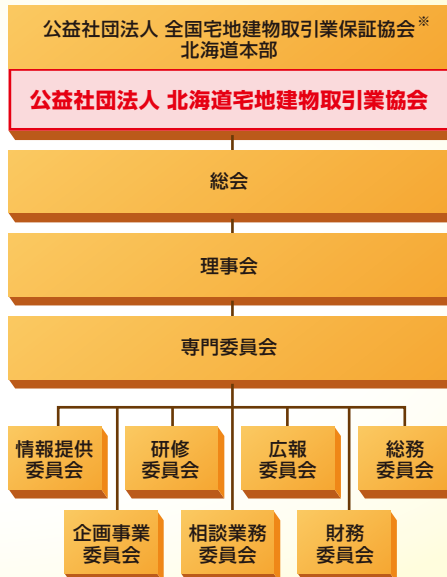 公益社団法人 全国宅地建物取引業保証協会※
北海道本部
公益社団法人 北海道宅地建物取引業協会
総会
理事会
専門委員会
情報提供
委員会
研修
委員会
広報
委員会
総務
委員会
企画事業
委員会
相談業務
委員会
財務
委員会